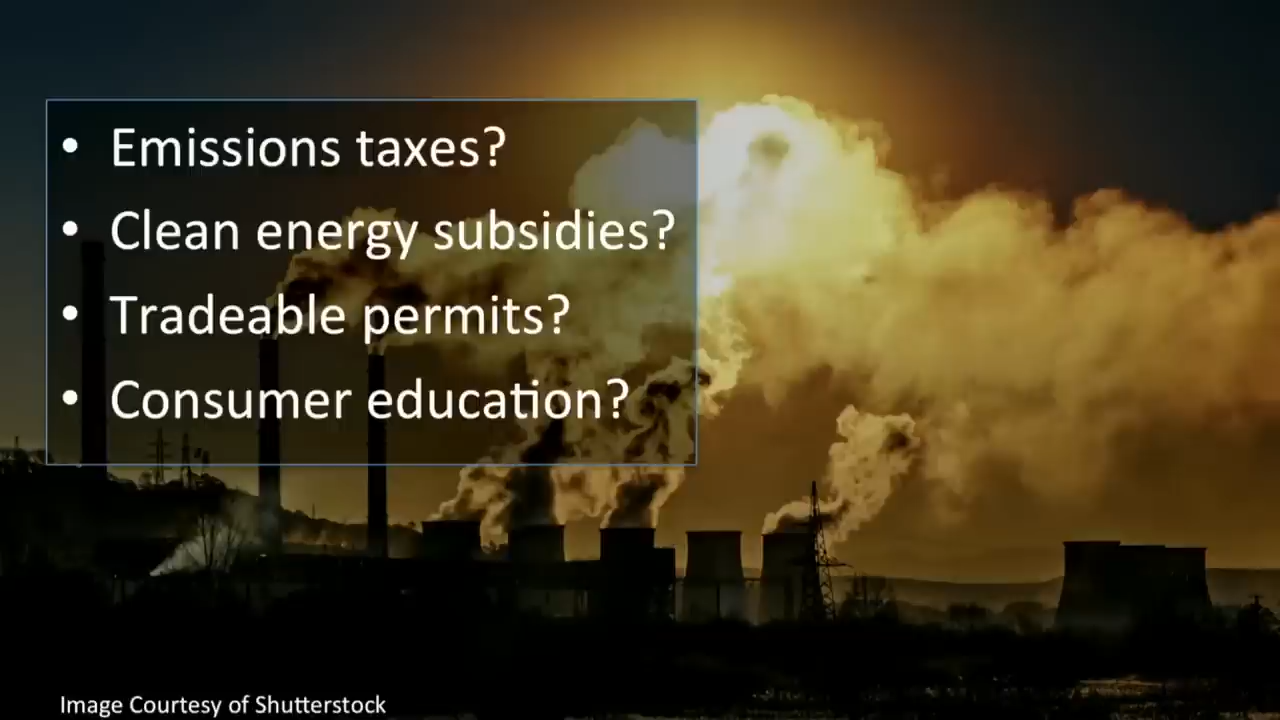 • Emissions taxes?
• Clean energy subsidies?
• Tradeable permits?
• Consumer education?
Image Courtesy of Shutterstock